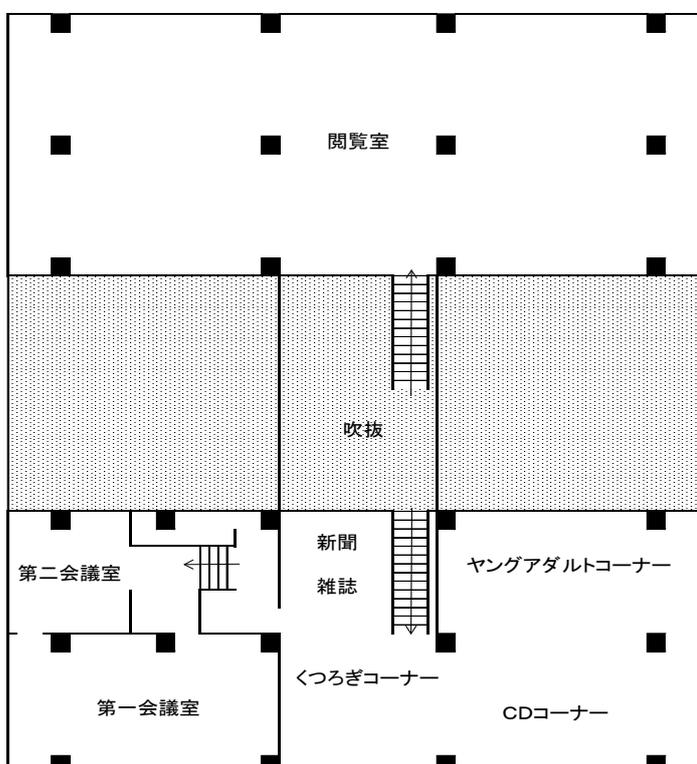 閲覧室
吹抜
新聞
雑誌
ヤングアダルトコーナー
第二会議室
くつろぎコーナー
第一会議室
CDコーナー